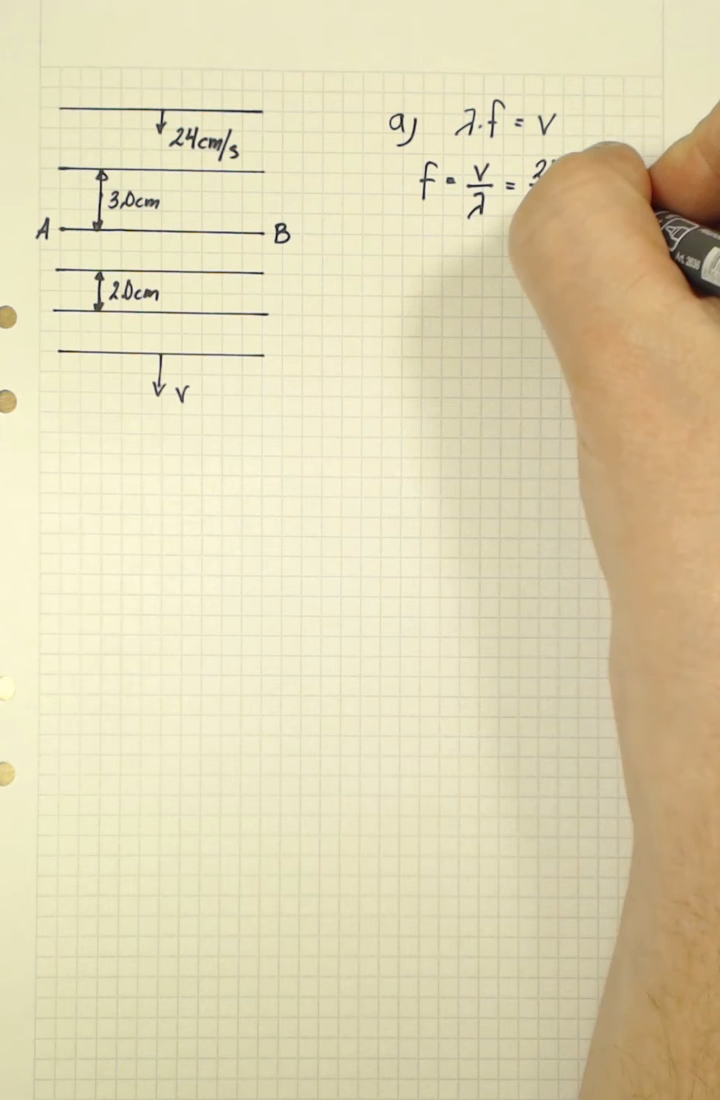 24cm/s
3,0cm
A B
2,0cm
v
a) λ·f = v
f = v/λ =